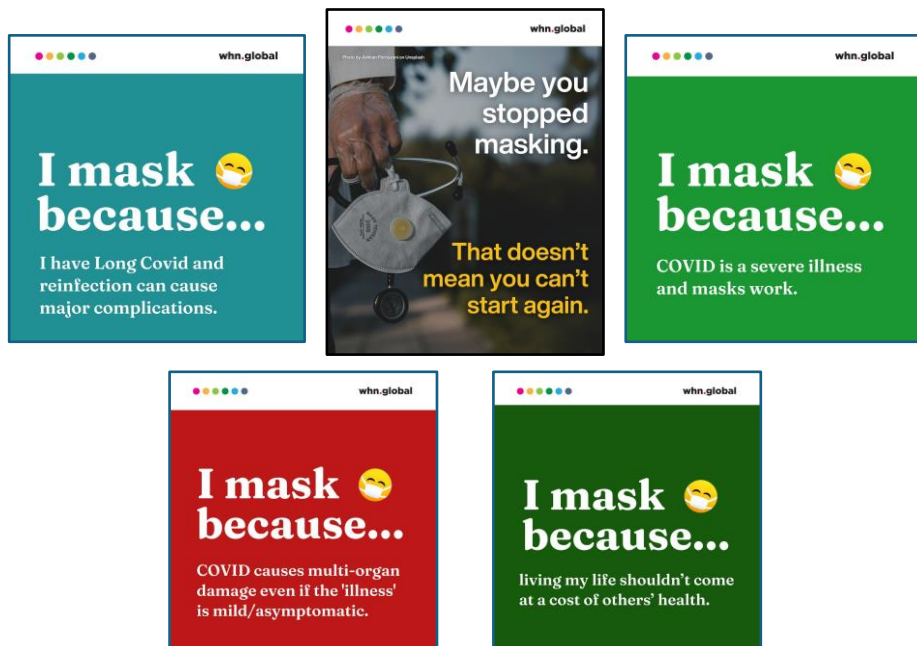 whn.global
I mask 😷
because...
I have Long Covid and
reinfection can cause
major complications.
whn.global
Maybe you
stopped
masking.
That doesn't
mean you can't
start again.
whn.global
I mask 😷
because...
COVID is a severe illness
and masks work.
whn.global
I mask 😷
because...
COVID causes multi-organ
damage even if the 'illness'
is mild/asymptomatic.
whn.global
I mask 😷
because...
living my life shouldn't come
at a cost of others' health.